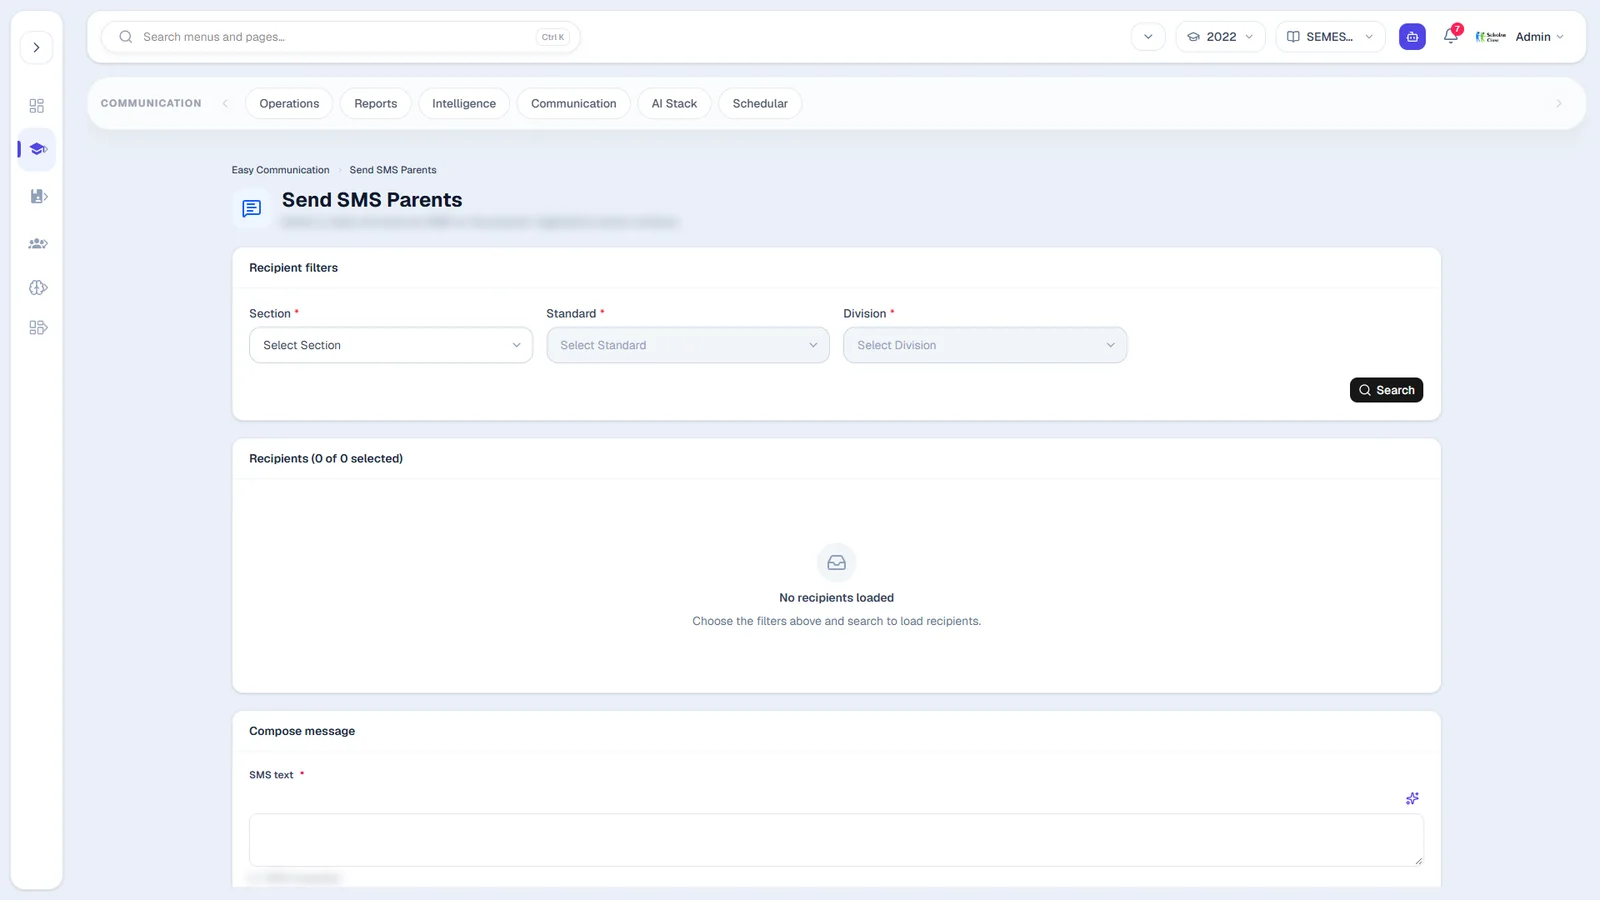 Search menus and pages...
Ctrl K
2022
SEMES...
7
Scholar Clone
Admin
COMMUNICATION
Operations
Reports
Intelligence
Communication
AI Stack
Schedular
Easy Communication
Send SMS Parents
Send SMS Parents
Recipient filters
Section *
Standard *
Division *
Select Section
Select Standard
Select Division
Search
Recipients (0 of 0 selected)
No recipients loaded
Choose the filters above and search to load recipients.
Compose message
SMS text *